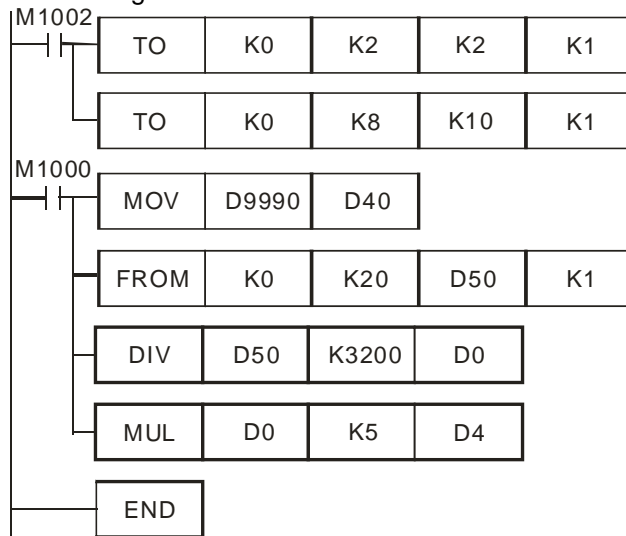 M1002
TO K0 K2 K2 K1
TO K0 K8 K10 K1
M1000
MOV D9990 D40
FROM K0 K20 D50 K1
DIV D50 K3200 D0
MUL D0 K5 D4
END